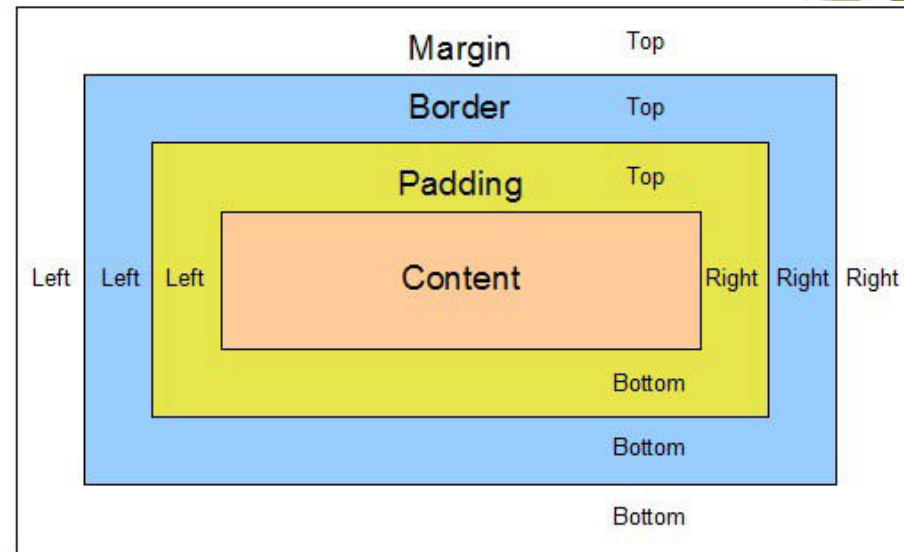 Margin Top
Border Top
Padding Top
Left Left Left Content Right Right Right
Bottom
Bottom
Bottom